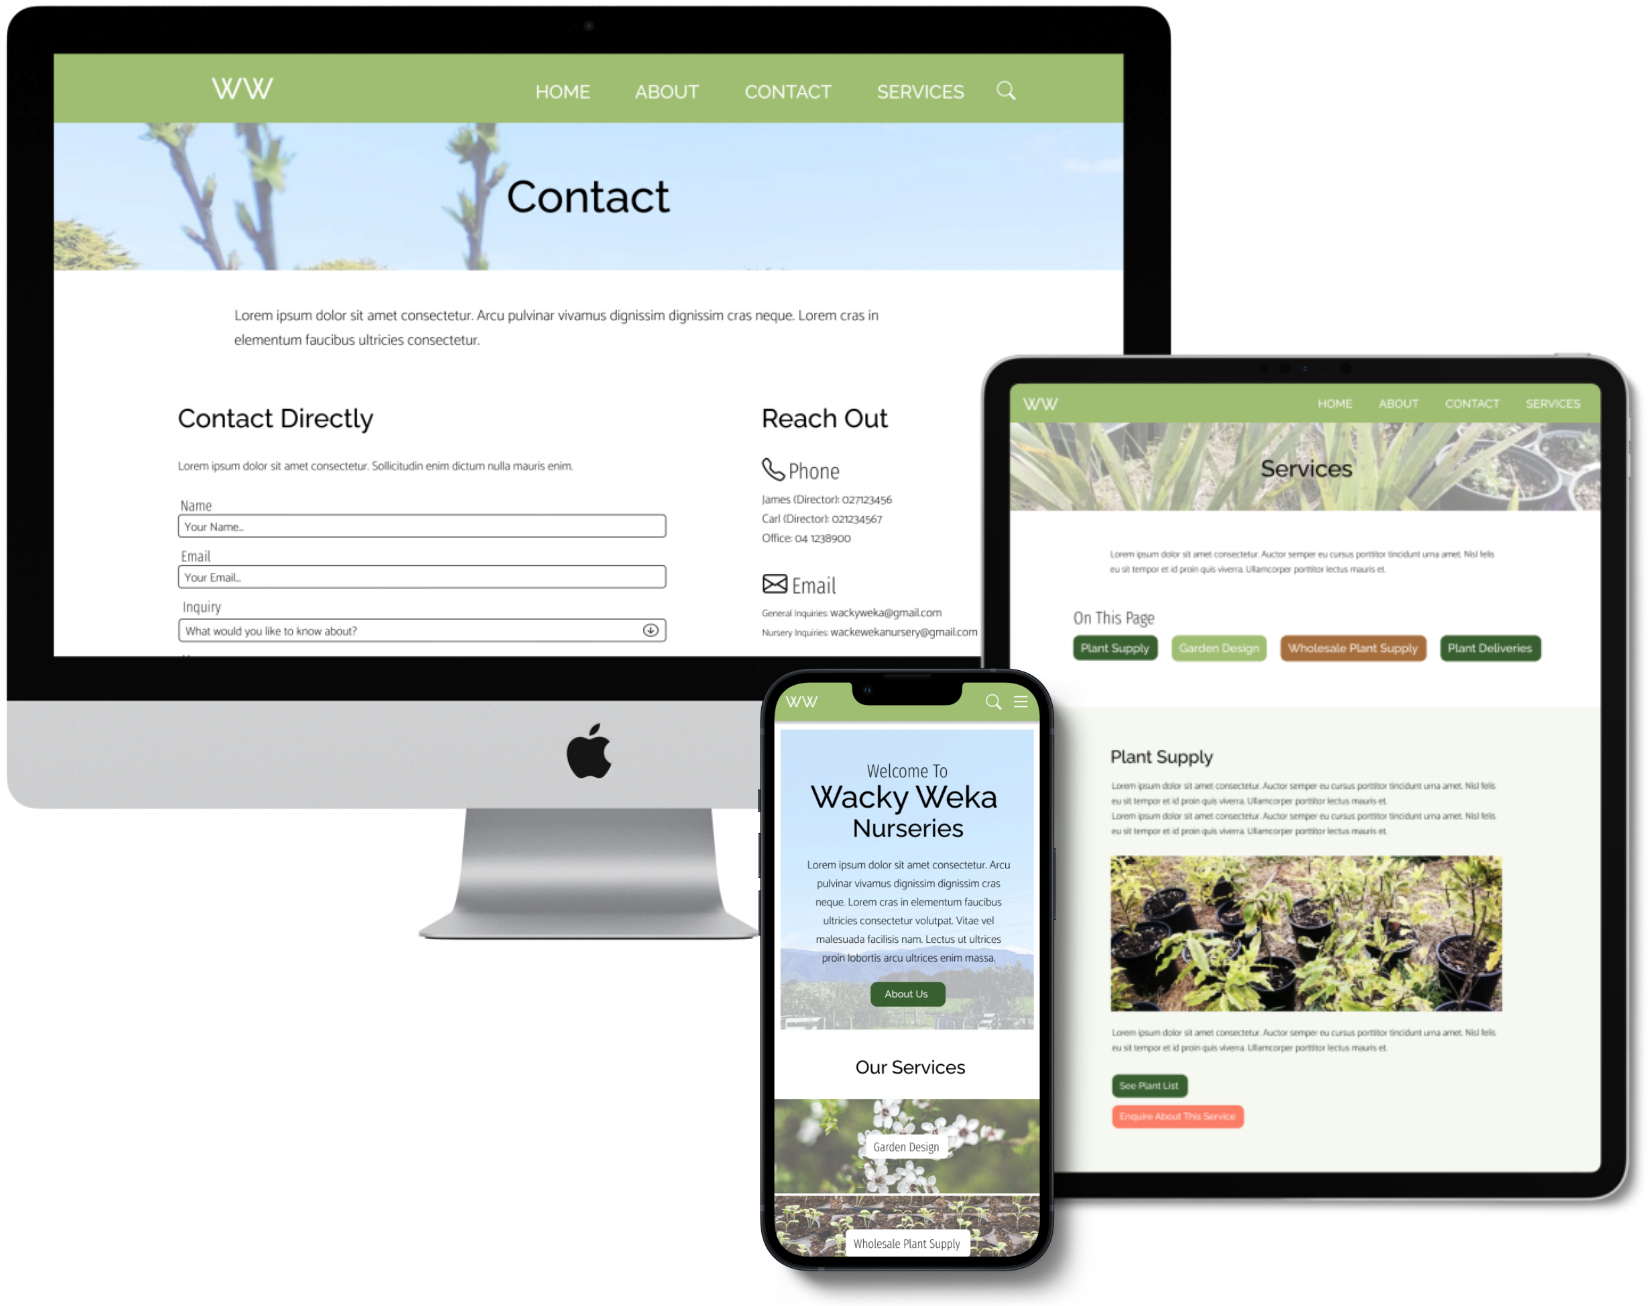 WW
HOME ABOUT CONTACT SERVICES
Contact
Lorem ipsum dolor sit amet consectetur. Arcu pulvinar vivamus dignissim dignissim cras neque. Lorem cras in
elementum faucibus ultricies consectetur.
Contact Directly
Lorem ipsum dolor sit amet consectetur. Sollicitudin enim dictum nulla mauris enim.
Name
Your Name...
Email
Your Email...
Inquiry
What would you like to know about?
Reach Out
Phone
James (Director): 027123456
Carl (Director): 021234567
Office: 04 1238900
Email
General Inquiries: wackyweka@gmail.com
Nursery Inquiries: wackewekanursery@gmail.com
WW
HOME ABOUT CONTACT SERVICES
Services
Lorem ipsum dolor sit amet consectetur. Auctor semper eu cursus porttitor tincidunt urna amet. Nisl felis
eu sit tempor et id proin quis viverra. Ullamcorper porttitor lectus mauris et.
On This Page
Plant Supply Garden Design Wholesale Plant Supply Plant Deliveries
Plant Supply
Lorem ipsum dolor sit amet consectetur. Auctor semper eu cursus porttitor tincidunt urna amet. Nisl felis
eu sit tempor et id proin quis viverra. Ullamcorper porttitor lectus mauris et.
Lorem ipsum dolor sit amet consectetur. Auctor semper eu cursus porttitor tincidunt urna amet. Nisl felis
eu sit tempor et id proin quis viverra. Ullamcorper porttitor lectus mauris et.
Lorem ipsum dolor sit amet consectetur. Auctor semper eu cursus porttitor tincidunt urna amet. Nisl felis
eu sit tempor et id proin quis viverra. Ullamcorper porttitor lectus mauris et.
See Plant List
Enquire About This Service
WW
Welcome To
Wacky Weka
Nurseries
Lorem ipsum dolor sit amet consectetur. Arcu
pulvinar vivamus dignissim dignissim cras
neque. Lorem cras in elementum faucibus
ultricies consectetur volutpat. Vitae vel
malesuada facilisis nam. Lectus ut ultrices
proin lobortis arcu ultrices enim massa.
About Us
Our Services
Garden Design
Wholesale Plant Supply